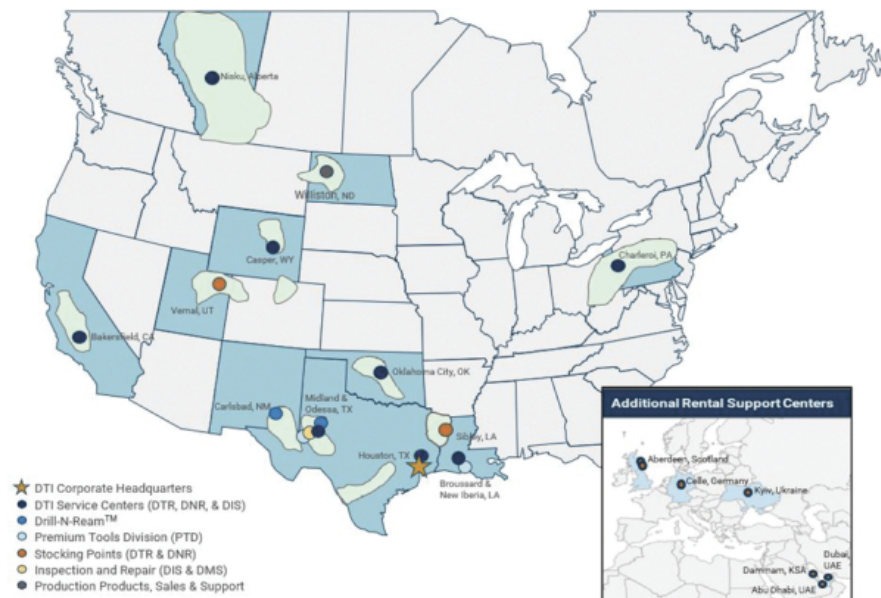 Nisku, Alberta
Williston, ND
Casper, WY
Charleroi, PA
Vernal, UT
Bakersfield, CA
Oklahoma City, OK
Carlsbad, NM
Midland &
Odessa, TX
Sibley, LA
Houston, TX
Broussard
& New Iberia, LA
DTI Corporate Headquarters
DTI Service Centers (DTR, DNR, & DIS)
Drill-N-Ream™
Premium Tools Division (PTD)
Stocking Points (DTR & DNR)
Inspection and Repair (DIS & DMS)
Production Products, Sales & Support
Additional Rental Support Centers
Aberdeen, Scotland
Celle, Germany
Kyiv, Ukraine
Dubai,
UAE
Dammam, KSA
Abu Dhabi, UAE